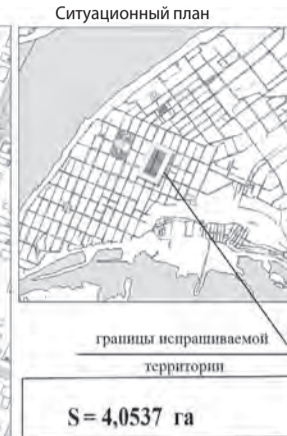 Ситуационный план
границы испрашиваемой
территории
S = 4,0537 га